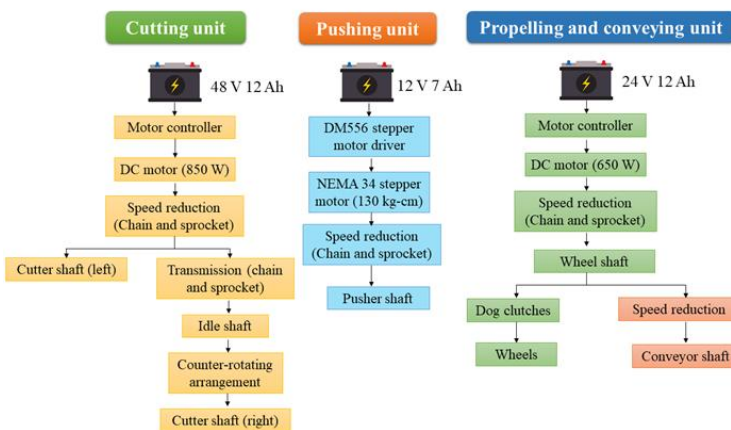 Cutting unit
48 V 12 Ah
Motor controller
DC motor (850 W)
Speed reduction
(Chain and sprocket)
Cutter shaft (left)
Transmission (chain
and sprocket)
Idle shaft
Counter-rotating
arrangement
Cutter shaft (right)
Pushing unit
12 V 7 Ah
DM556 stepper
motor driver
NEMA 34 stepper
motor (130 kg-cm)
Speed reduction
(Chain and sprocket)
Pusher shaft
Propelling and conveying unit
24 V 12 Ah
Motor controller
DC motor (650 W)
Speed reduction
(Chain and sprocket)
Wheel shaft
Dog clutches
Wheels
Speed reduction
Conveyor shaft